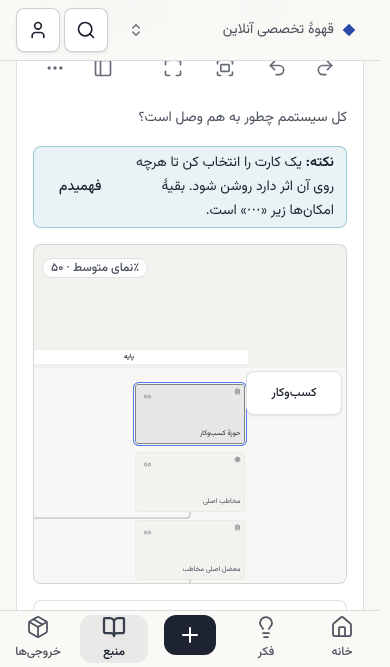 قهوهٔ تخصصی آنلاین
کل سیستمم چطور به هم وصل است؟
نکته: یک کارت را انتخاب کن تا هرچه
روی آن اثر دارد روشن شود. بقیهٔ
امکان‌ها زیر «⋯» است.
فهمیدم
نمای متوسط · ۵۰٪
پایه
کسب‌وکار
حوزهٔ کسب‌وکار
مخاطب اصلی
معضل اصلی مخاطب
خانه
فکر
منبع
خروجی‌ها